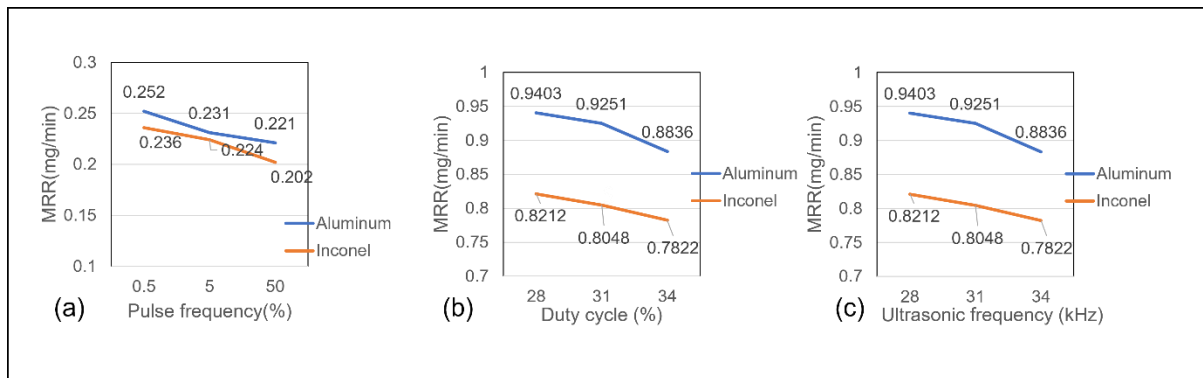 MRR(mg/min)
0.3
0.25
0.2
0.15
0.1
0.252
0.231
0.221
0.236
0.224
0.202
Aluminum
Inconel
0.5 5 50
(a) Pulse frequency(%)
MRR(mg/min)
1
0.95
0.9
0.85
0.8
0.75
0.7
0.9403
0.9251
0.8836
0.8212
0.8048
0.7822
Aluminum
Inconel
28 31 34
(b) Duty cycle (%)
MRR(mg/min)
1
0.95
0.9
0.85
0.8
0.75
0.7
0.9403
0.9251
0.8836
0.8212
0.8048
0.7822
Aluminum
Inconel
28 31 34
(c) Ultrasonic frequency (kHz)